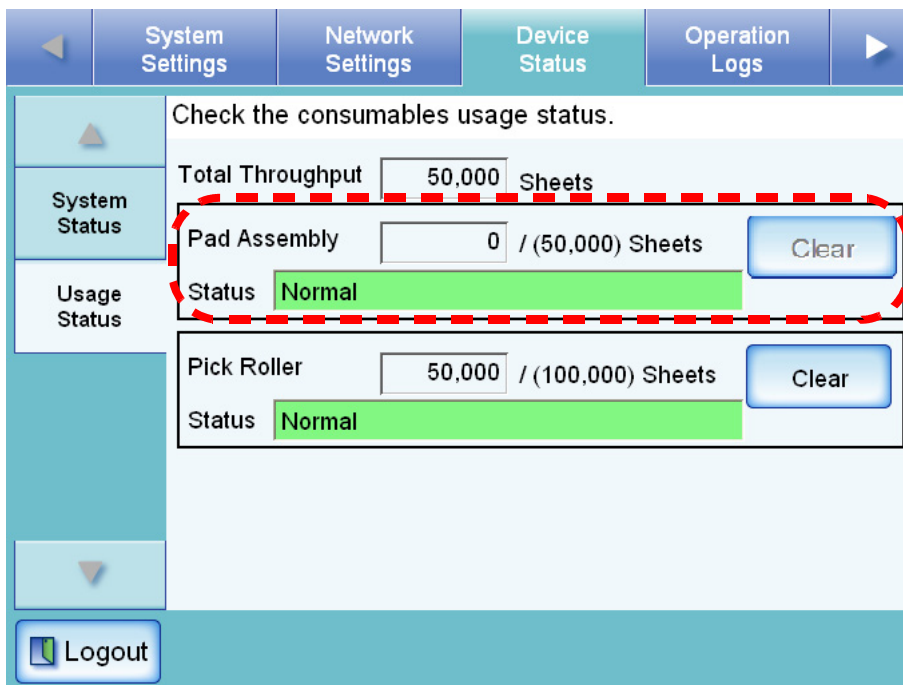 System Settings
Network Settings
Device Status
Operation Logs
Check the consumables usage status.
System Status
Usage Status
Total Throughput 50,000 Sheets
Pad Assembly 0 / (50,000) Sheets Clear
Status Normal
Pick Roller 50,000 / (100,000) Sheets Clear
Status Normal
Logout